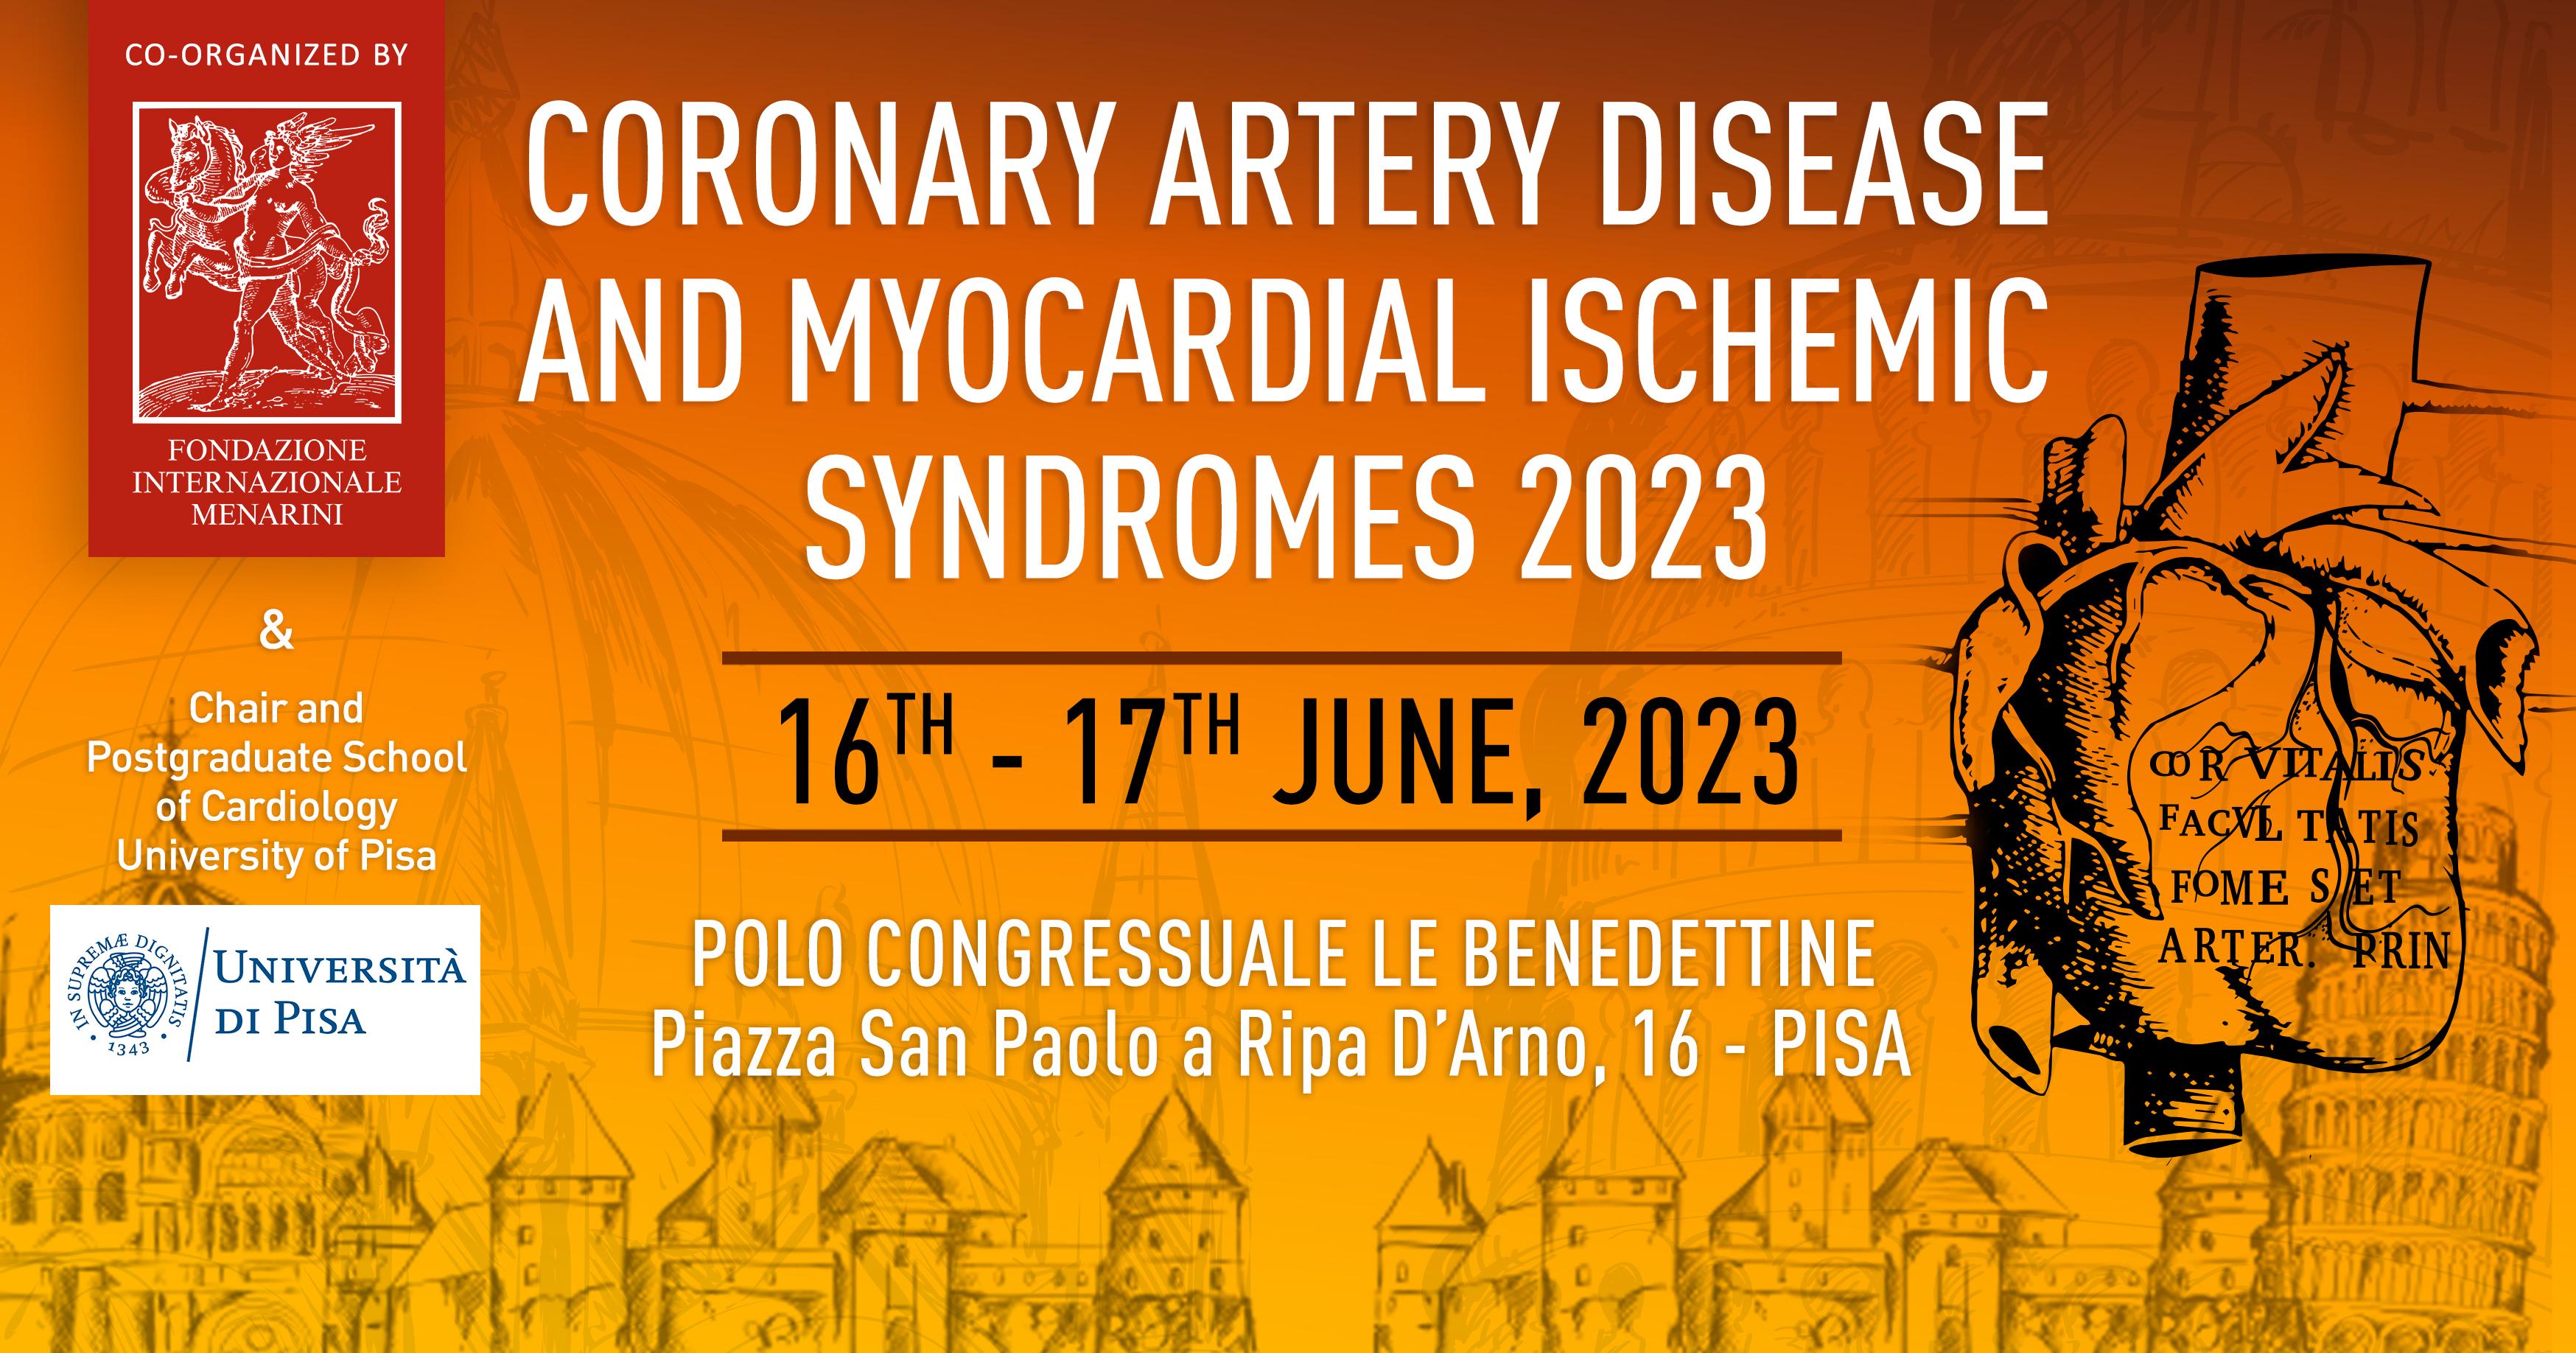 CO-ORGANIZED BY
FONDAZIONE
INTERNAZIONALE
MENARINI
&
Chair and
Postgraduate School
of Cardiology
University of Pisa
IN SUPREMÆ DIGNITATIS
· 1343 ·
UNIVERSITÀ
DI PISA
CORONARY ARTERY DISEASE
AND MYOCARDIAL ISCHEMIC
SYNDROMES 2023
16TH - 17TH JUNE, 2023
POLO CONGRESSUALE LE BENEDETTINE
Piazza San Paolo a Ripa D’Arno, 16 - PISA
COR VITALIS
FACVL TATIS
FOME S ET
ARTER. PRIN